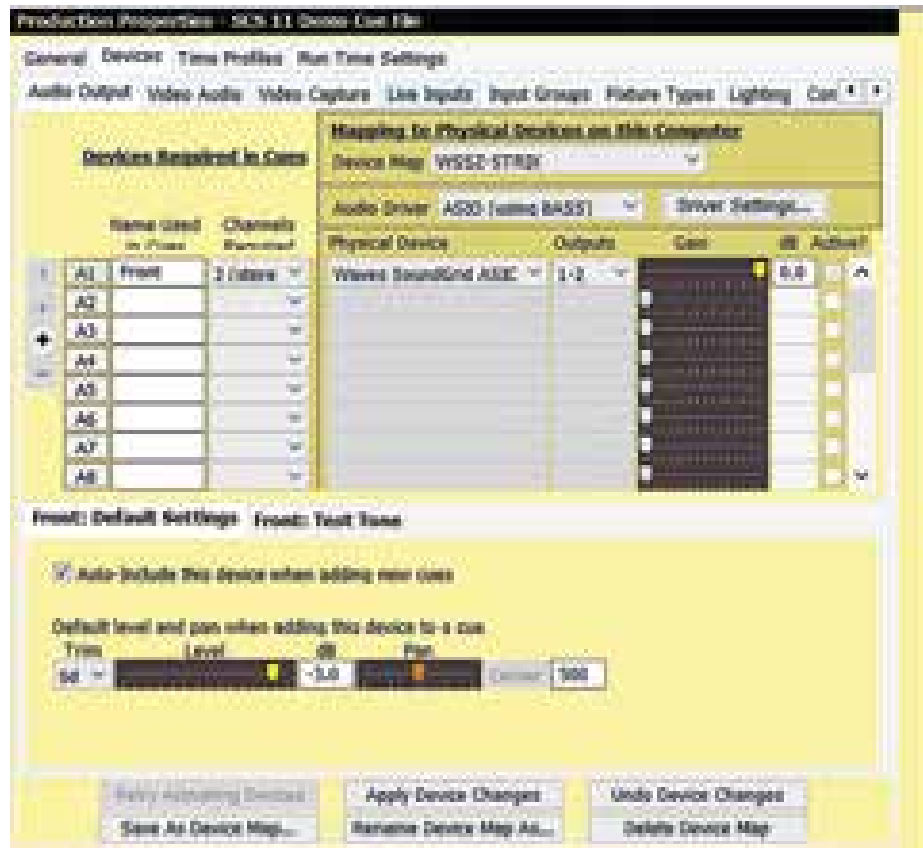 Production Properties - SCS 11 Demo Cue File
General Devices Time Profiles Run Time Settings
Audio Output Video Audio Video Capture Live Inputs Input Groups Fixture Types Lighting
Devices Required in Cues
Mapping to Physical Devices on this Computer
Device Map
Audio Driver ASIO (using BASS) Driver Settings...
Name Used in Cues Channels Required Physical Device Outputs Gain dB Active?
A1 Front Waves SoundGrid ASIO 1-2 0.0
A2
A3
A4
A5
A6
A7
A8
Front: Default Settings Front: Test Tone
Auto-Include this device when adding new cues
Default level and pan when adding this device to a cue
Trim Level dB Pan
-3.0 Center 500
Retry Activating Devices Apply Device Changes Undo Device Changes
Save As Device Map... Rename Device Map As... Delete Device Map